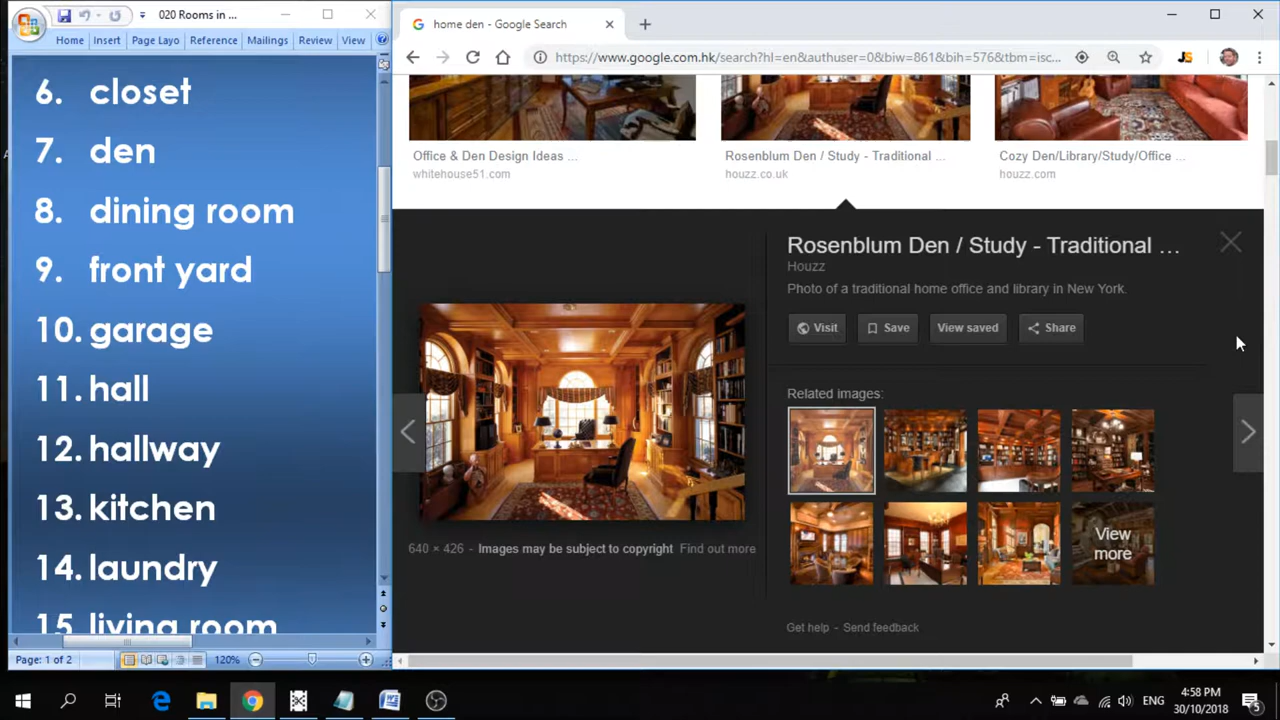 020 Rooms in ...
Home Insert Page Layo Reference Mailings Review View
6. closet
7. den
8. dining room
9. front yard
10. garage
11. hall
12. hallway
13. kitchen
14. laundry
15 living room
Page: 1 of 2
120%
home den - Google Search
https://www.google.com.hk/search?hl=en&authuser=0&biw=861&bih=576&tbm=isc...
JS
Office & Den Design Ideas ...
whitehouse51.com
Rosenblum Den / Study - Traditional ...
houzz.co.uk
Cozy Den/Library/Study/Office ...
houzz.com
Rosenblum Den / Study - Traditional ...
Houzz
Photo of a traditional home office and library in New York.
Visit Save View saved Share
Related images:
View more
640 × 426 - Images may be subject to copyright Find out more
Get help - Send feedback
ENG
4:58 PM
30/10/2018
5